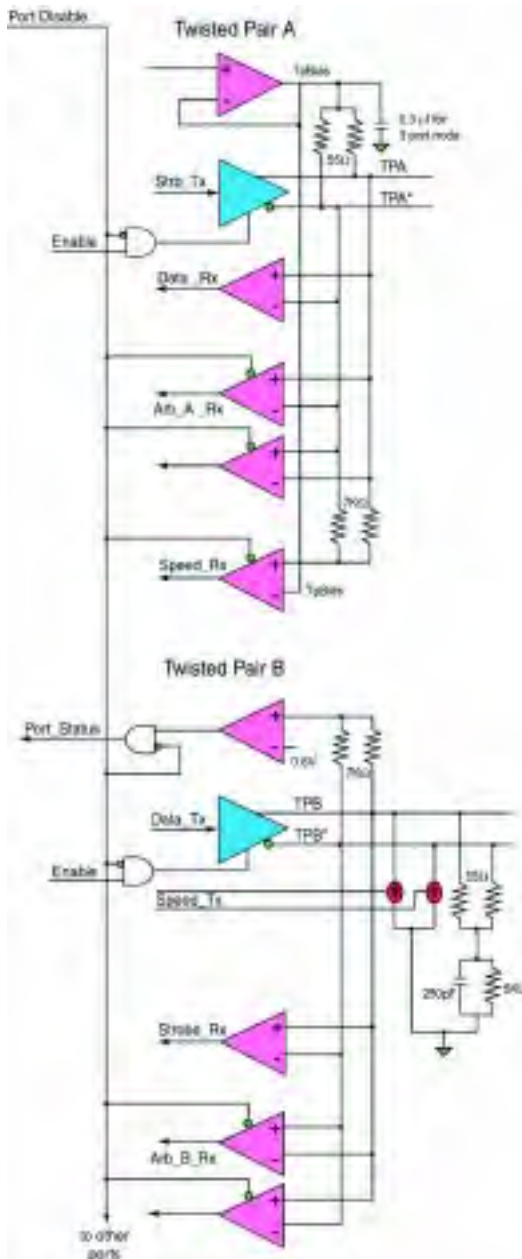 Port Disable
Twisted Pair A
TpBias
+
-
0.3 µf for
3 port mode
55Ω
TPA
Strb_Tx
TPA*
Enable
Data_Rx
+
-
+
Arb_A_Rx
-
+
-
7KΩ
Speed_Rx
+
-
TpBias
Twisted Pair B
Port_Status
+
-
0.8V
7KΩ
TPB
Data_Tx
TPB*
Enable
Speed_Tx
55Ω
250pF
5KΩ
Strobe_Rx
+
-
+
Arb_B_Rx
-
+
-
to other
ports